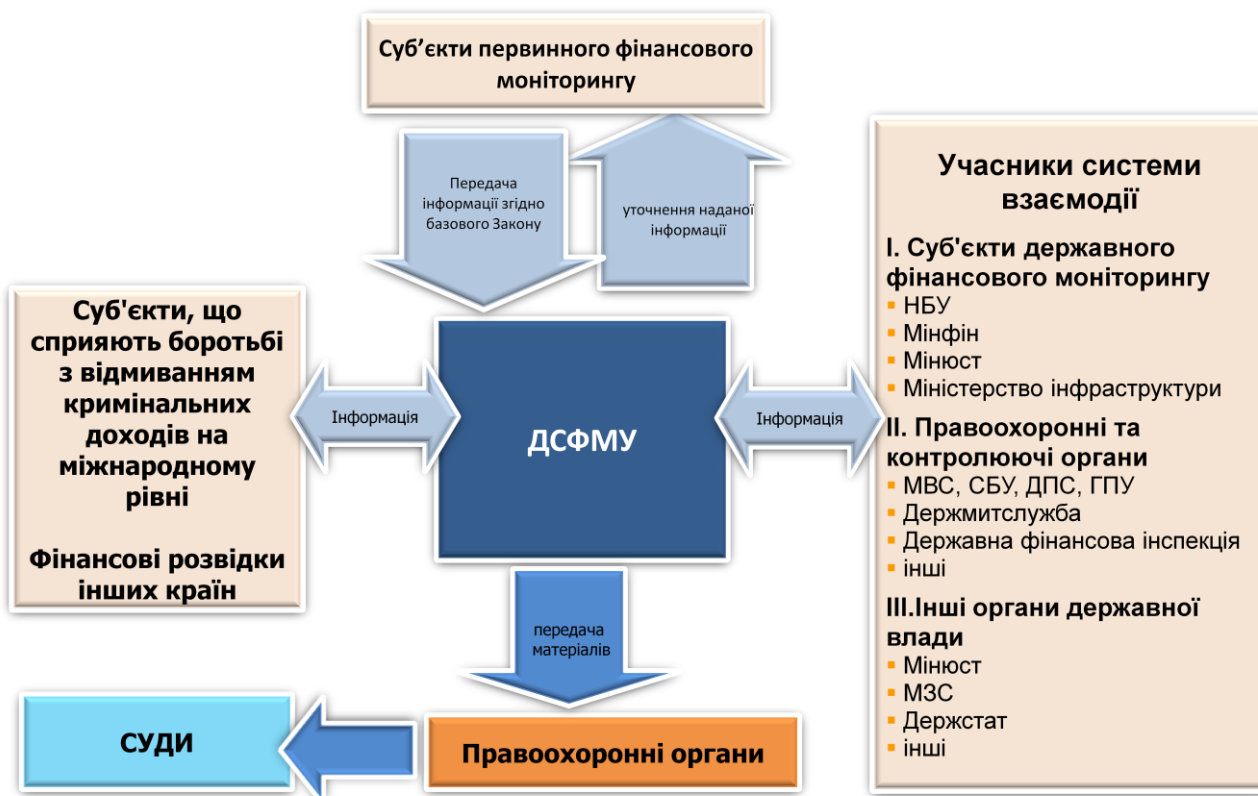 Суб’єкти первинного фінансового
моніторингу
Передача
інформації згідно
базового Закону
уточнення наданої
інформації
Суб'єкти, що
сприяють боротьбі
з відмиванням
кримінальних
доходів на
міжнародному
рівні
Фінансові розвідки
інших країн
Інформація
ДСФМУ
Інформація
Учасники системи
взаємодії
I. Суб'єкти державного
фінансового моніторингу
▪ НБУ
▪ Мінфін
▪ Мінюст
▪ Міністерство інфраструктури
II. Правоохоронні та
контролюючі органи
▪ МВС, СБУ, ДПС, ГПУ
▪ Держмитслужба
▪ Державна фінансова інспекція
▪ інші
III.Інші органи державної
влади
▪ Мінюст
▪ МЗС
▪ Держстат
▪ інші
передача
матеріалів
СУДИ
Правоохоронні органи